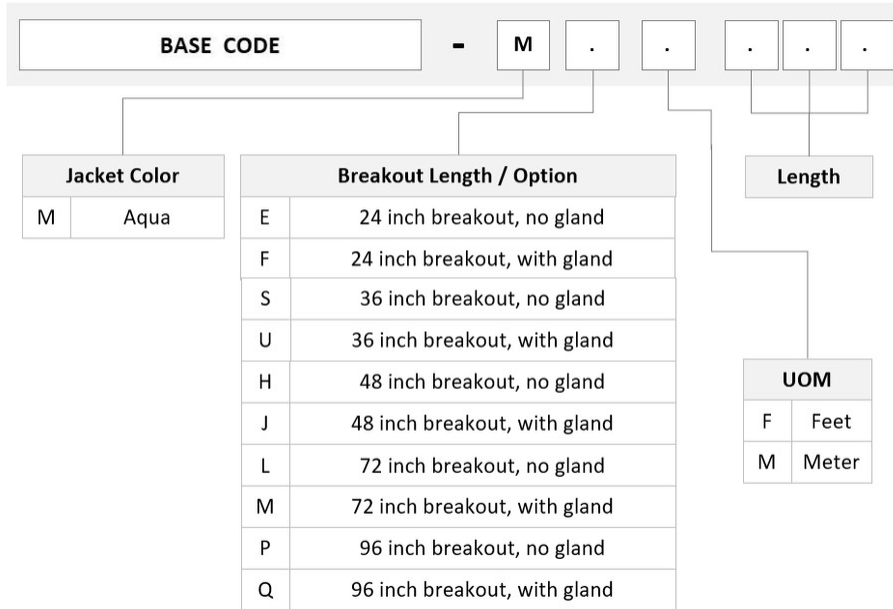 BASE CODE - M . . . . .
Jacket Color
M Aqua
Breakout Length / Option
E 24 inch breakout, no gland
F 24 inch breakout, with gland
S 36 inch breakout, no gland
U 36 inch breakout, with gland
H 48 inch breakout, no gland
J 48 inch breakout, with gland
L 72 inch breakout, no gland
M 72 inch breakout, with gland
P 96 inch breakout, no gland
Q 96 inch breakout, with gland
Length
UOM
F Feet
M Meter